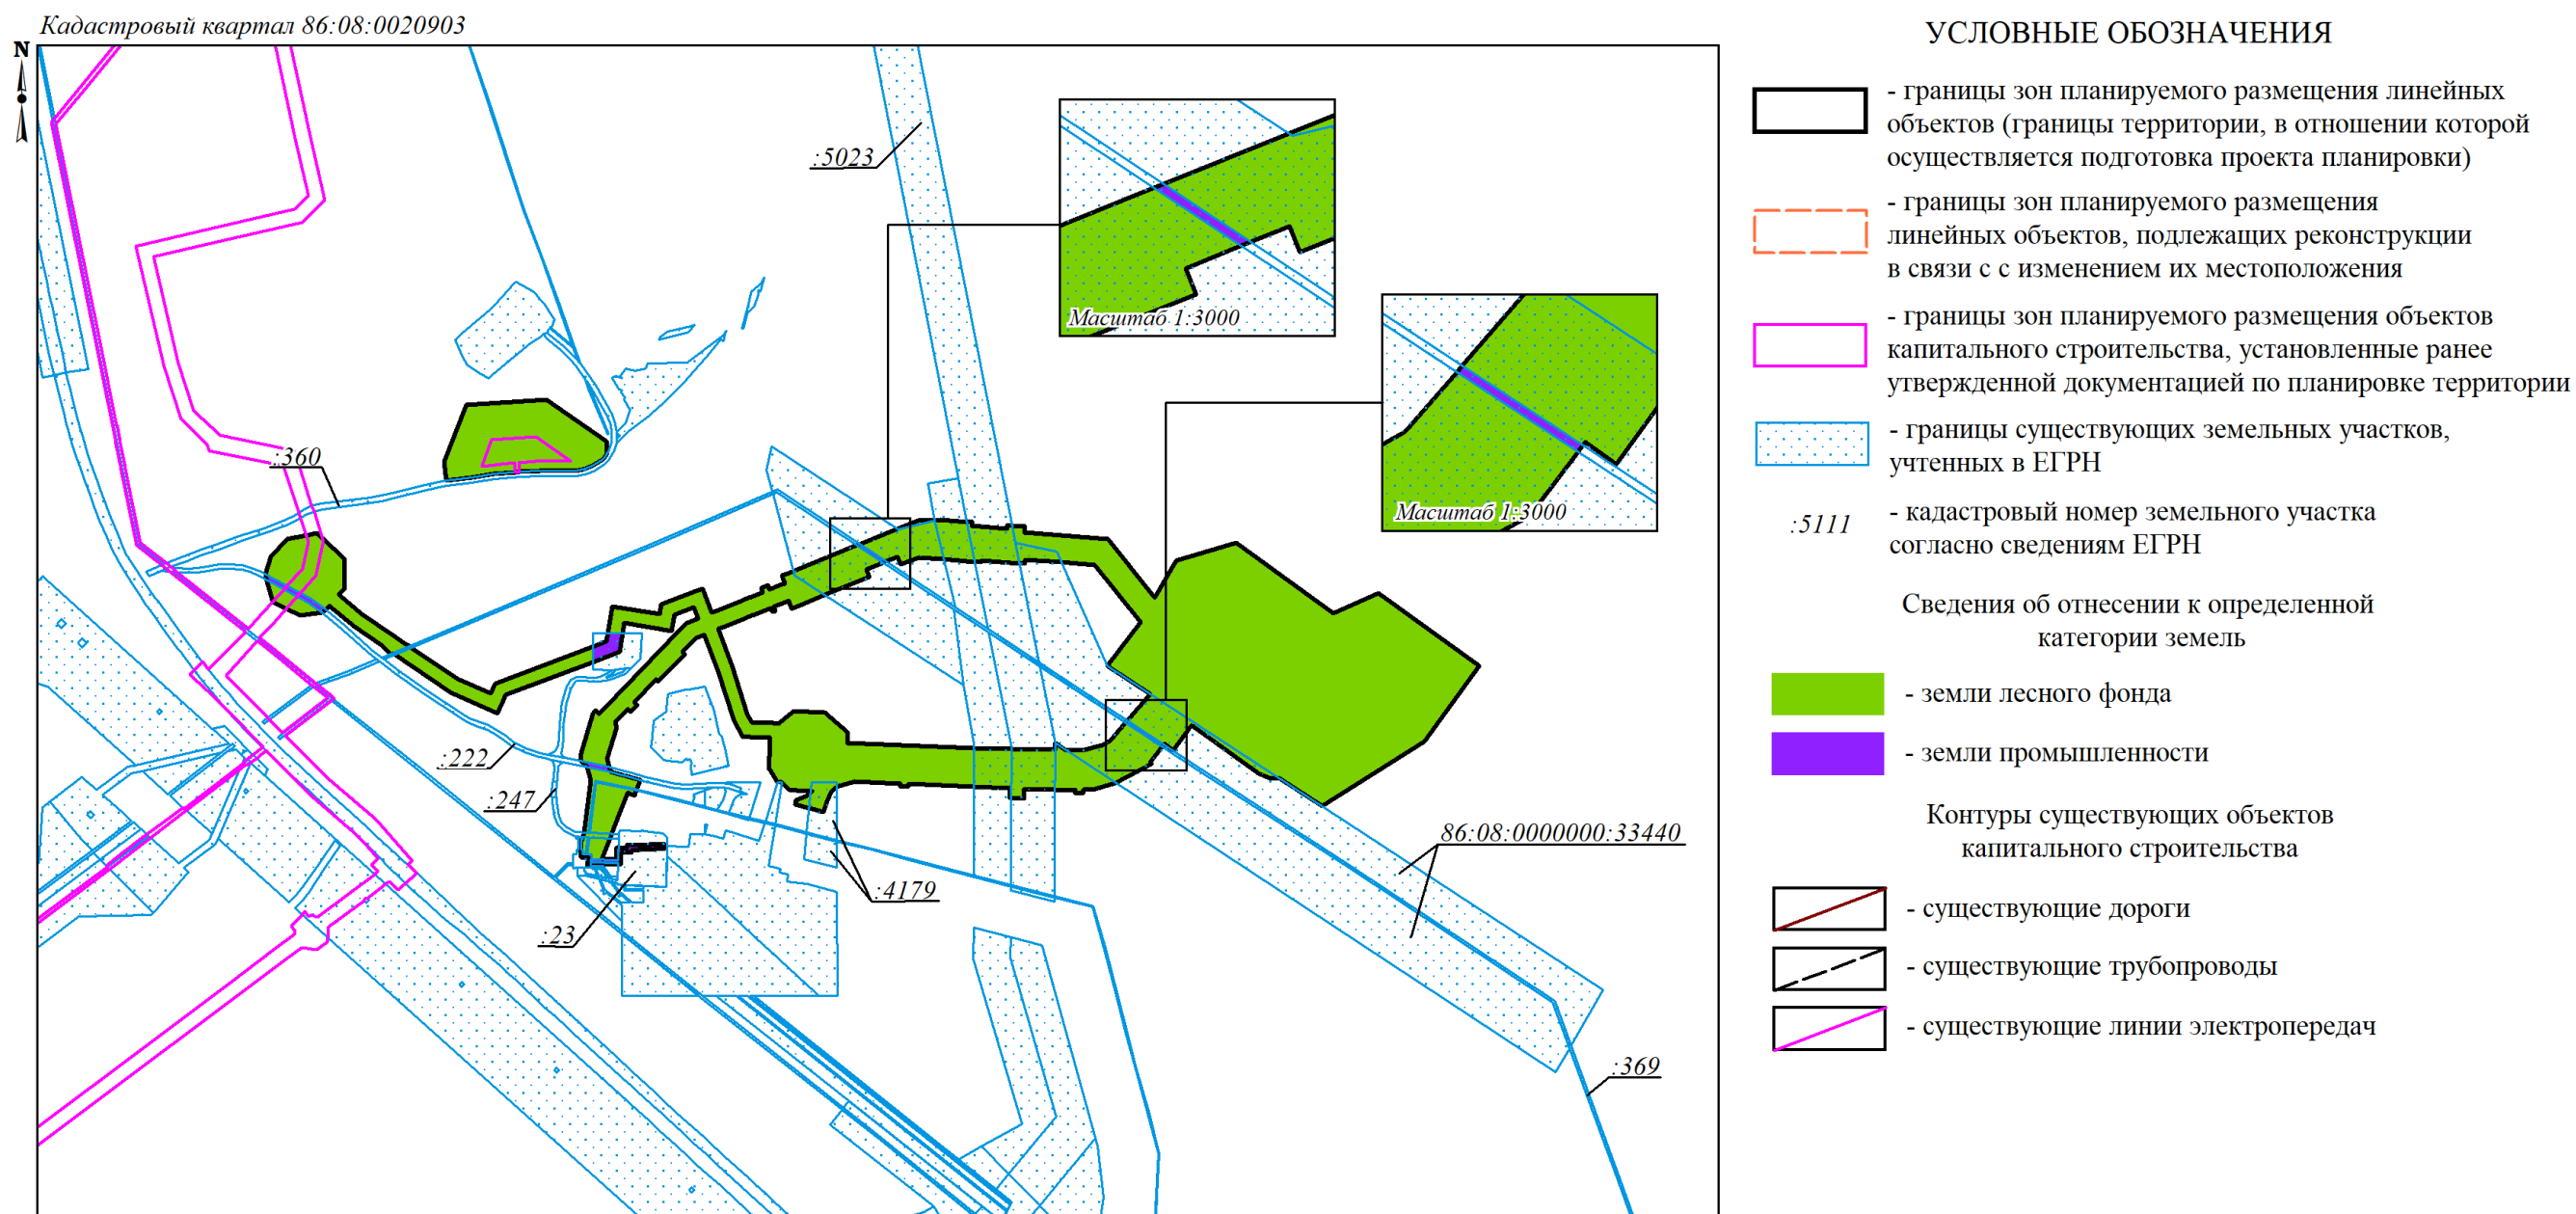 Кадастровый квартал 86:08:0020903
N
:5023
Масштаб 1:3000
Масштаб 1:3000
:360
:222
:247
:23
:4179
86:08:0000000:33440
:369
УСЛОВНЫЕ ОБОЗНАЧЕНИЯ
- границы зон планируемого размещения линейных
объектов (границы территории, в отношении которой
осуществляется подготовка проекта планировки)
- границы зон планируемого размещения
линейных объектов, подлежащих реконструкции
в связи с с изменением их местоположения
- границы зон планируемого размещения объектов
капитального строительства, установленные ранее
утвержденной документацией по планировке территории
- границы существующих земельных участков,
учтенных в ЕГРН
:5111
- кадастровый номер земельного участка
согласно сведениям ЕГРН
Сведения об отнесении к определенной
категории земель
- земли лесного фонда
- земли промышленности
Контуры существующих объектов
капитального строительства
- существующие дороги
- существующие трубопроводы
- существующие линии электропередач